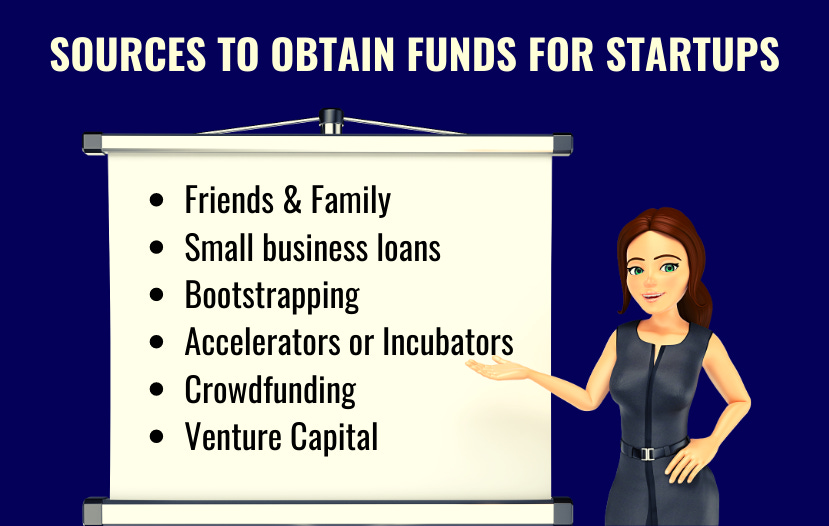 SOURCES TO OBTAIN FUNDS FOR STARTUPS
• Friends & Family
• Small business loans
• Bootstrapping
• Accelerators or Incubators
• Crowdfunding
• Venture Capital